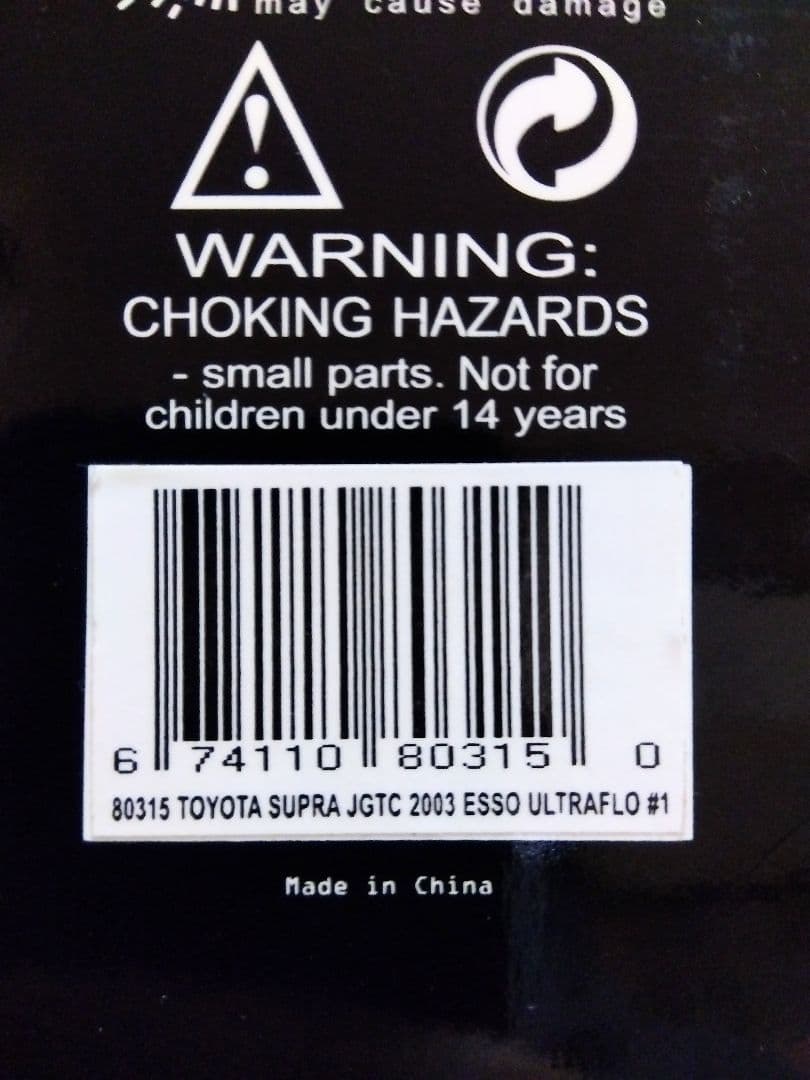 may cause damage
WARNING:
CHOKING HAZARDS
- small parts. Not for
children under 14 years
6 74110 80315 0
80315 TOYOTA SUPRA JGTC 2003 ESSO ULTRAFLO #1
Made in China